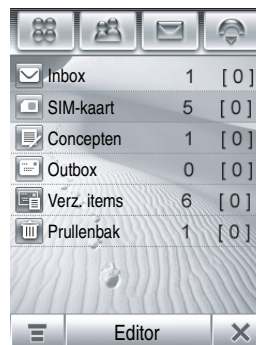 Inbox 1 [ 0 ]
SIM-kaart 5 [ 0 ]
Concepten 1 [ 0 ]
Outbox 0 [ 0 ]
Verz. items 6 [ 0 ]
Prullenbak 1 [ 0 ]
Editor